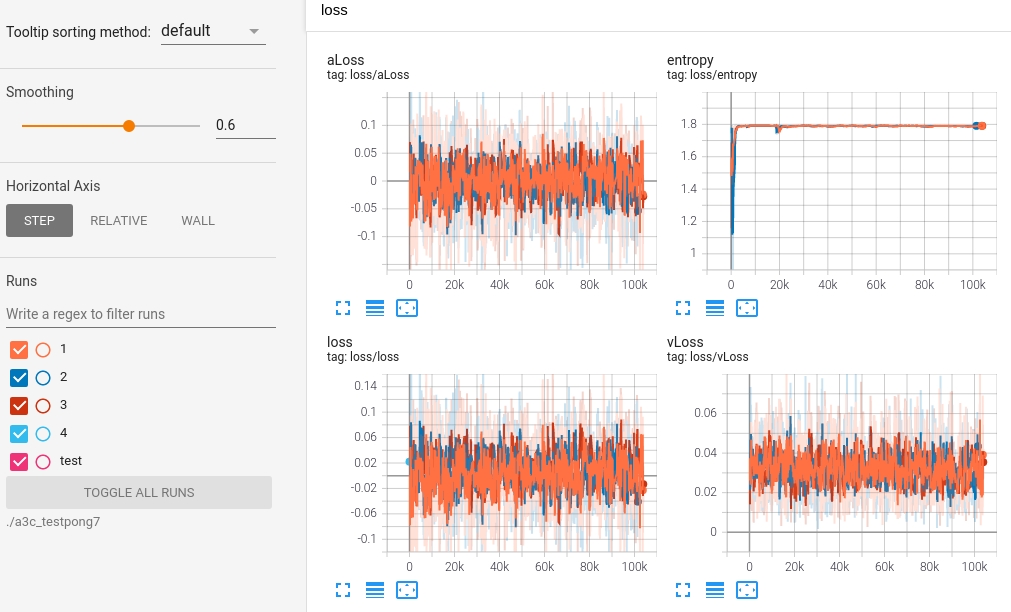 Tooltip sorting method: default
Smoothing
0.6
Horizontal Axis
STEP RELATIVE WALL
Runs
Write a regex to filter runs
1
2
3
4
test
TOGGLE ALL RUNS
./a3c_testpong7
loss
aLoss
tag: loss/aLoss
0.1
0.05
0
-0.05
-0.1
0 20k 40k 60k 80k 100k
entropy
tag: loss/entropy
1.8
1.6
1.4
1.2
1
0 20k 40k 60k 80k 100k
loss
tag: loss/loss
0.14
0.1
0.06
0.02
-0.02
-0.06
-0.1
0 20k 40k 60k 80k 100k
vLoss
tag: loss/vLoss
0.06
0.04
0.02
0
0 20k 40k 60k 80k 100k